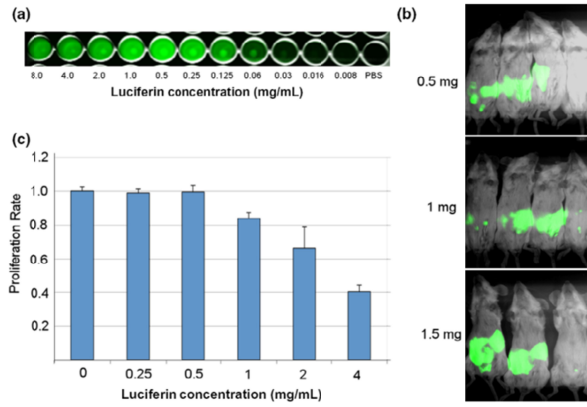 (a)
8.0 4.0 2.0 1.0 0.5 0.25 0.125 0.06 0.03 0.016 0.008 PBS
Luciferin concentration (mg/mL)
(b)
0.5 mg
1 mg
1.5 mg
(c)
Proliferation Rate
1.2
1.0
0.8
0.6
0.4
0.2
0 0.25 0.5 1 2 4
Luciferin concentration (mg/mL)